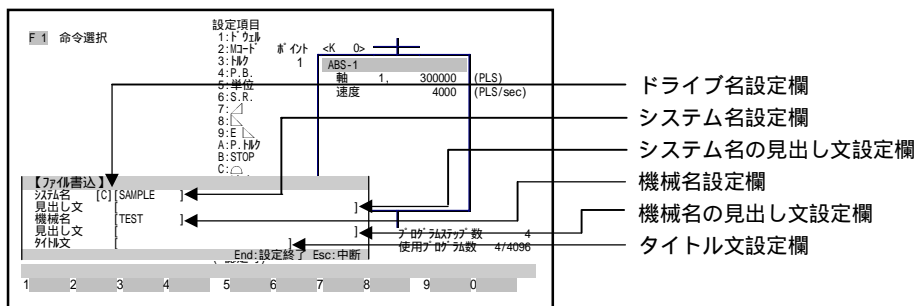 F 1 命令選択
設定項目
1:ドウェル
2:Mコード
3:トルク
4:P.B.
5:単位
6:S.R.
7:
8:
9:E
A:P.トルク
B:STOP
C:
ポイント 1
<K 0>
ABS-1
軸 1, 300000 (PLS)
速度 4000 (PLS/sec)
【ファイル書込】
システム名 [C][SAMPLE ]
見出し文 [ ]
機械名 [TEST ]
見出し文 [ ]
タイトル文 [ ]
End:設定終了 Esc:中断
プログラムステップ数 4
使用プログラム数 4/4096
1 2 3 4 5 6 7 8 9 0
ドライブ名設定欄
システム名設定欄
システム名の見出し文設定欄
機械名設定欄
機械名の見出し文設定欄
タイトル文設定欄